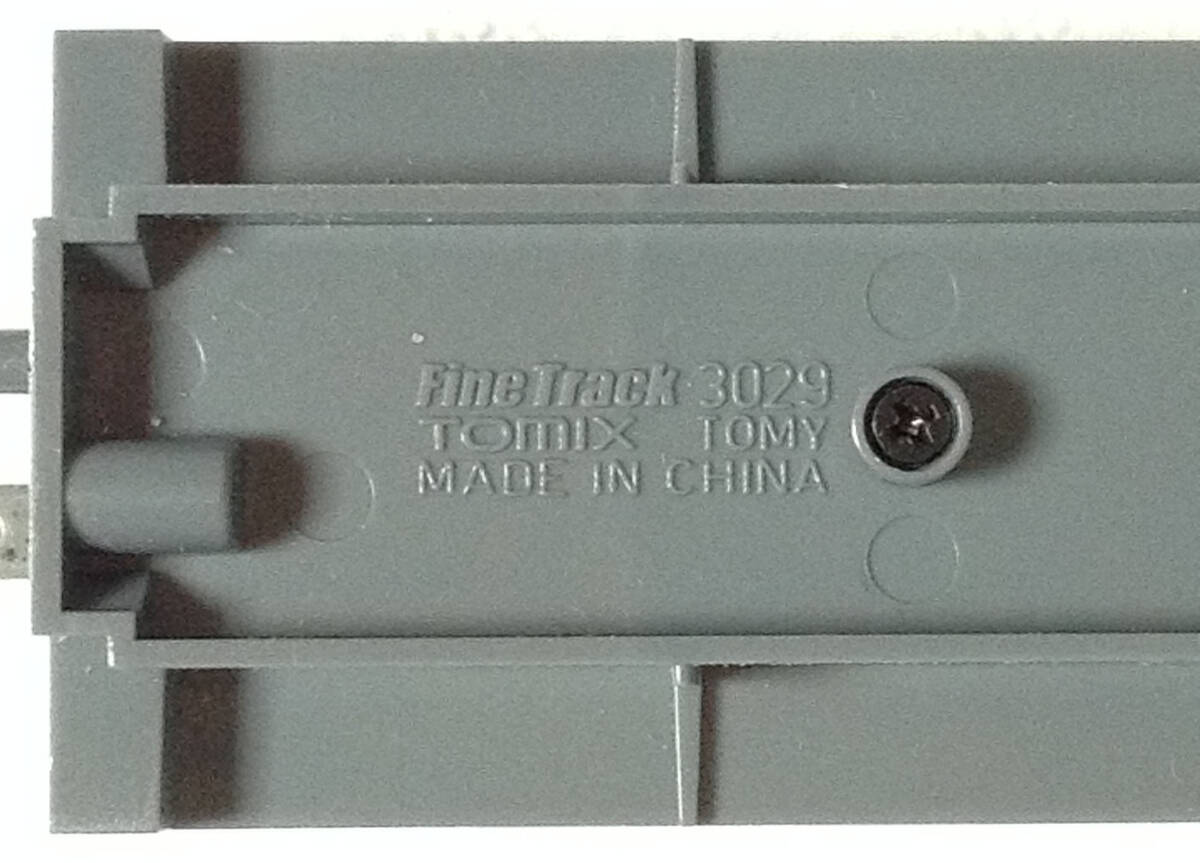 FineTrack 3029
TOMIX TOMY
MADE IN CHINA